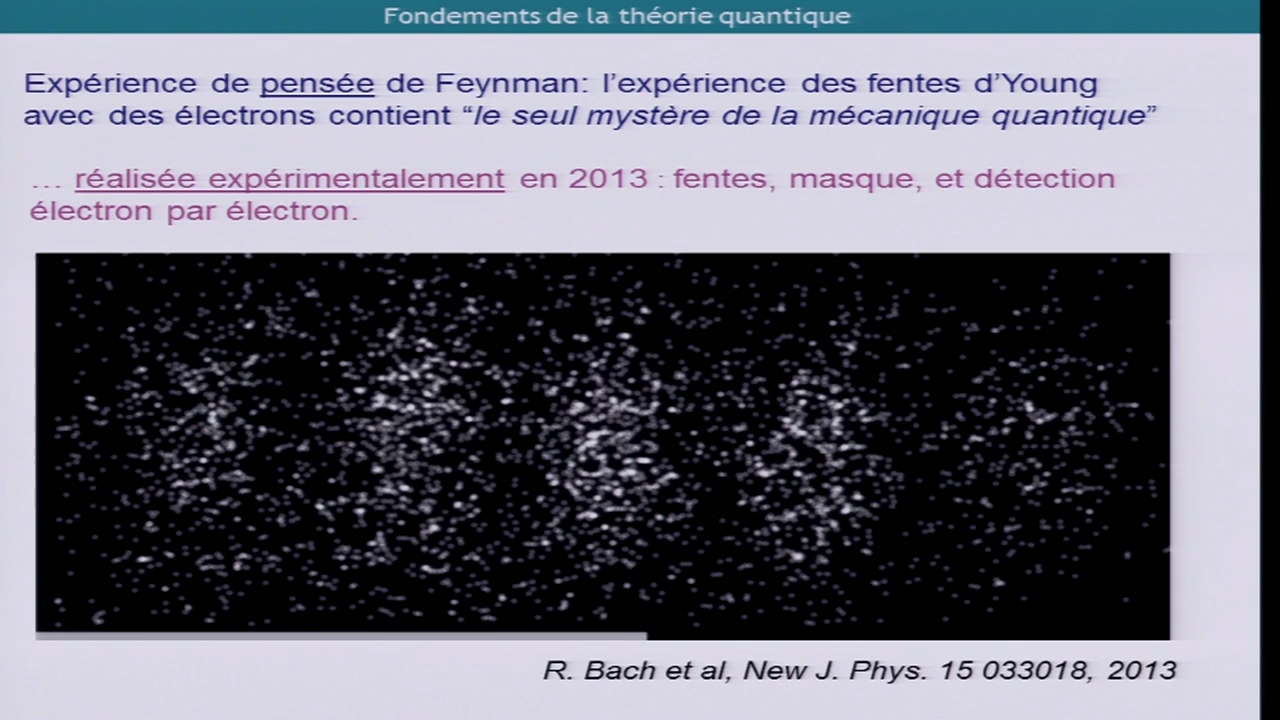 Fondements de la théorie quantique
Expérience de pensée de Feynman: l’expérience des fentes d’Young
avec des électrons contient “le seul mystère de la mécanique quantique”
… réalisée expérimentalement en 2013 : fentes, masque, et détection
électron par électron.
R. Bach et al, New J. Phys. 15 033018, 2013